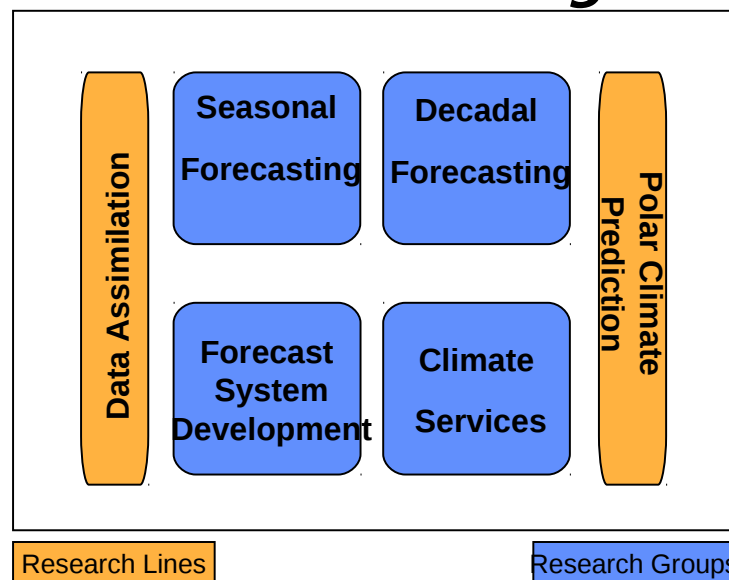 Data Assimilation
Seasonal
Forecasting
Decadal
Forecasting
Forecast
System
Development
Climate
Services
Polar Climate
Prediction
Research Lines
Research Groups